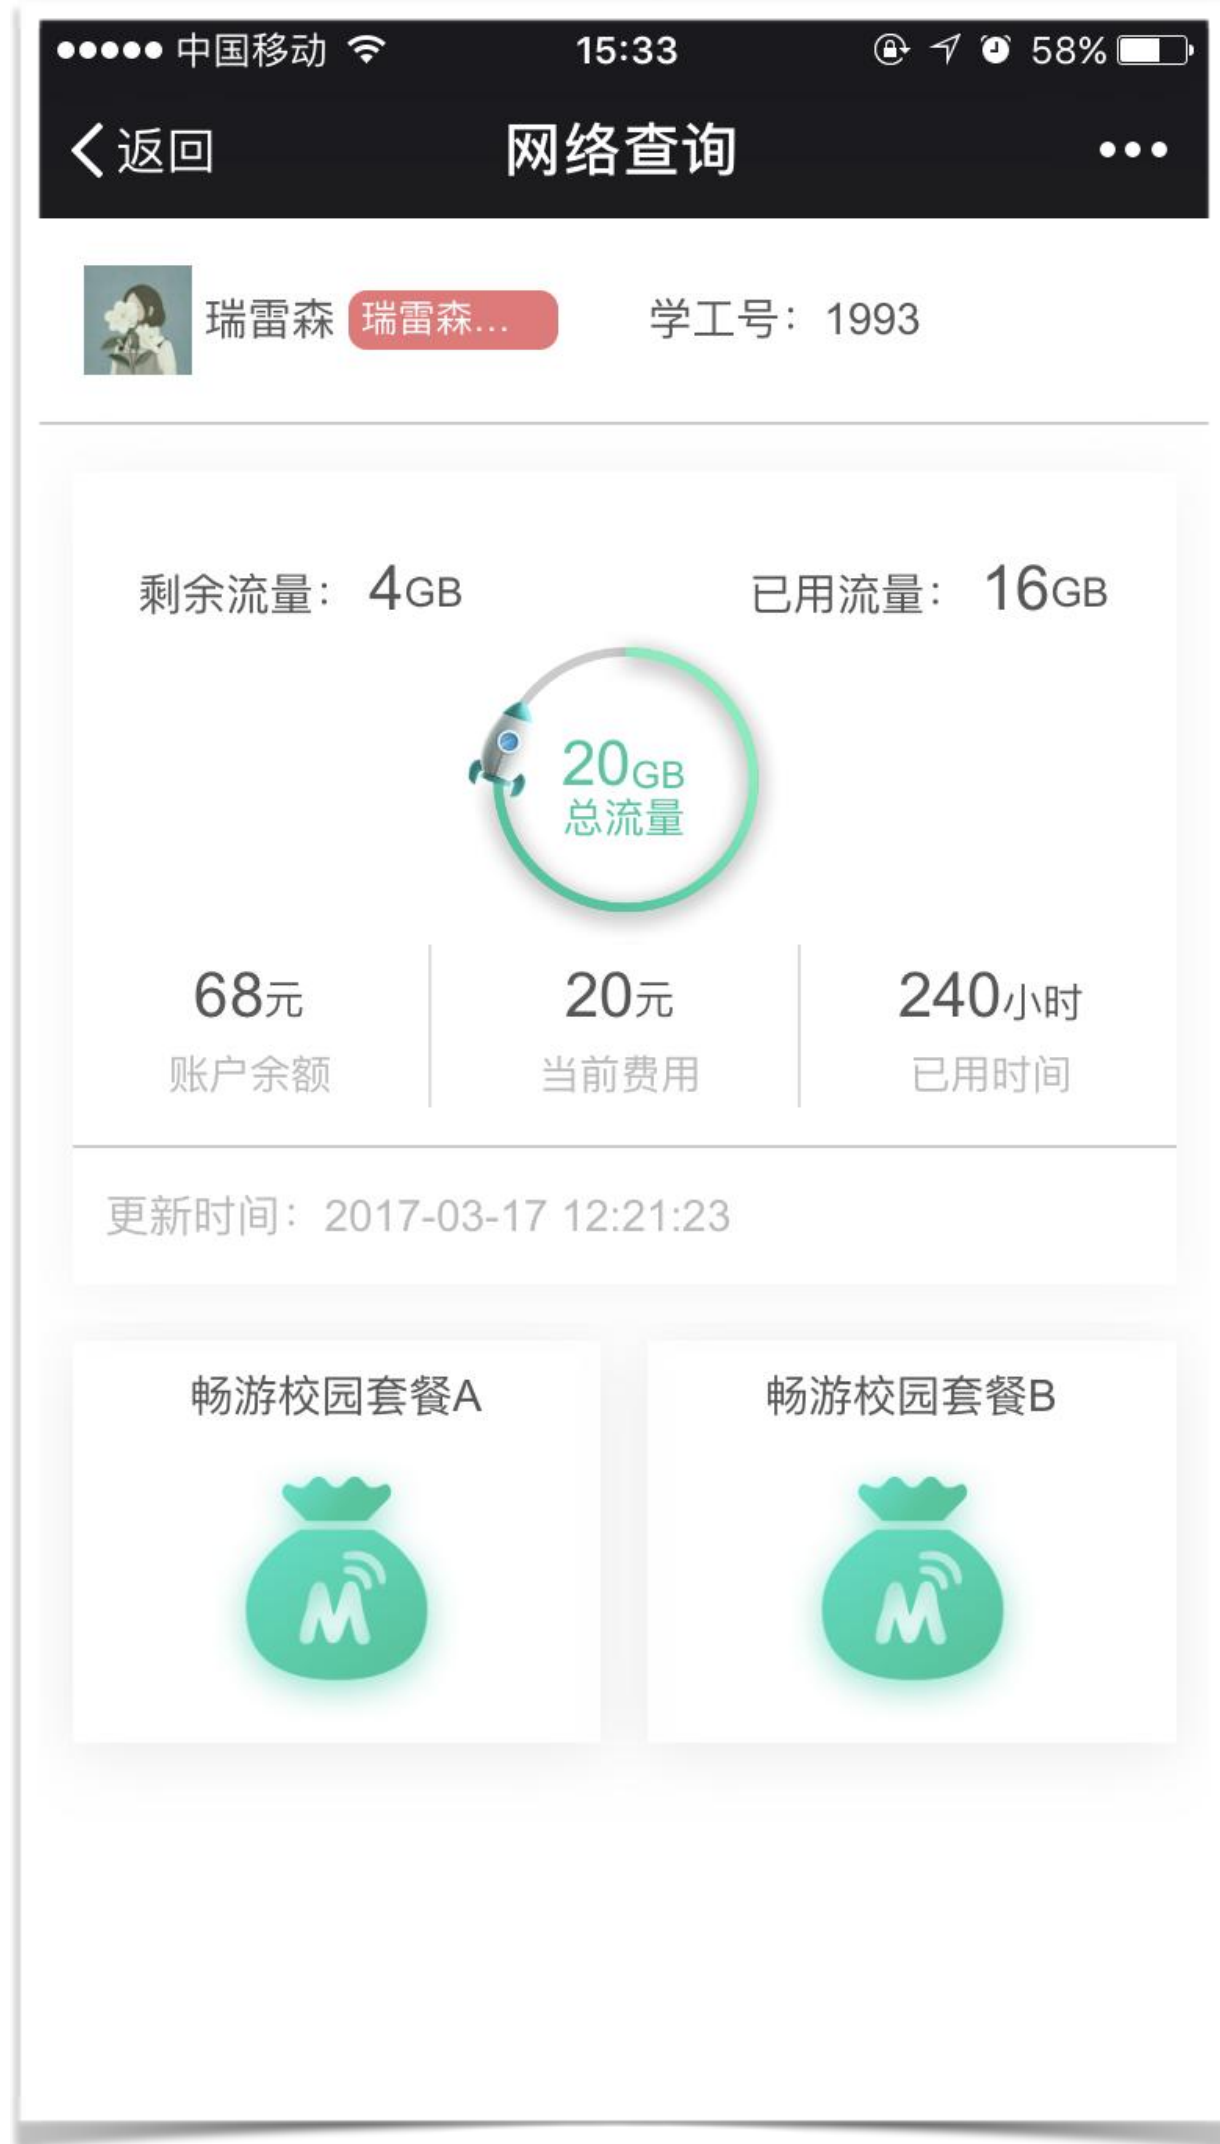 中国移动 15:33 58%
返回 网络查询
瑞雷森 瑞雷森... 学工号：1993
剩余流量： 4GB 已用流量： 16GB
20GB
总流量
68元 20元 240小时
账户余额 当前费用 已用时间
更新时间：2017-03-17 12:21:23
畅游校园套餐A 畅游校园套餐B
M M